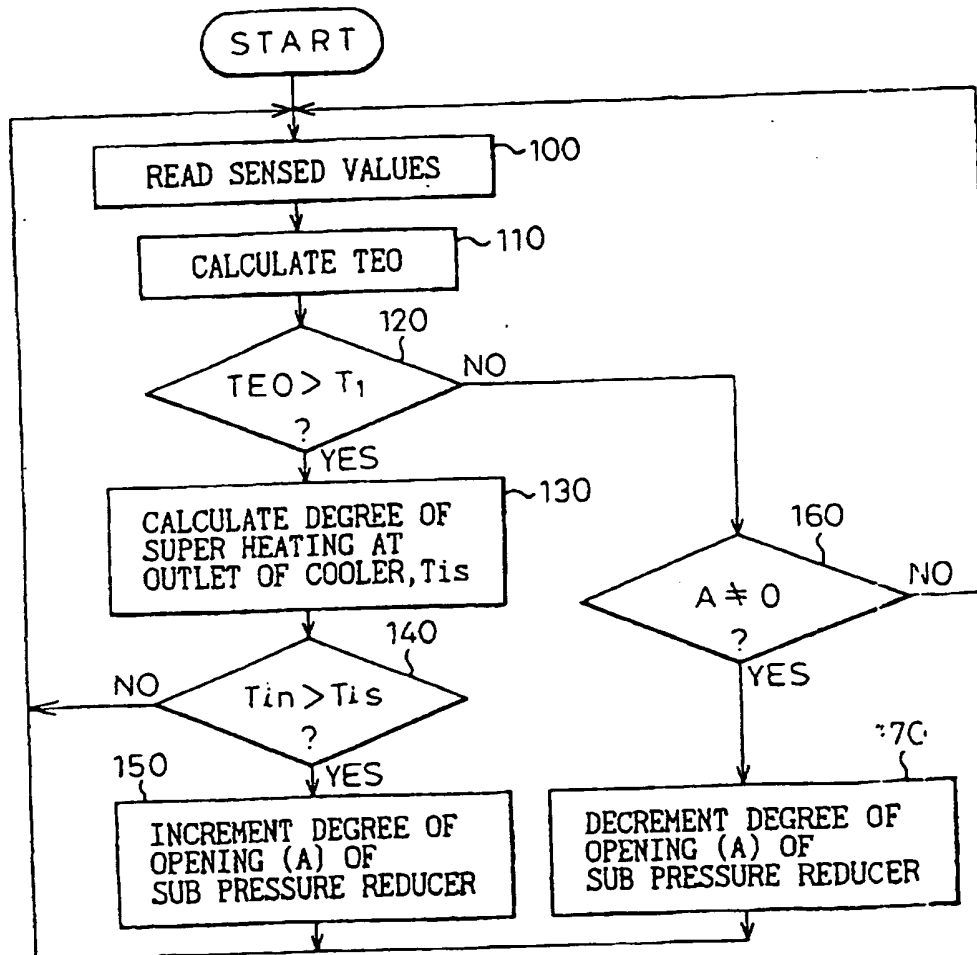 START
READ SENSED VALUES
100
CALCULATE TEO
110
120
TEO > T1
?
NO
YES
CALCULATE DEGREE OF
SUPER HEATING AT
OUTLET OF COOLER,Tis
130
140
Tin > Tis
?
NO
YES
150
INCREMENT DEGREE OF
OPENING (A) OF
SUB PRESSURE REDUCER
160
A ≠ 0
?
NO
YES
70
DECREMENT DEGREE OF
OPENING (A) OF
SUB PRESSURE REDUCER